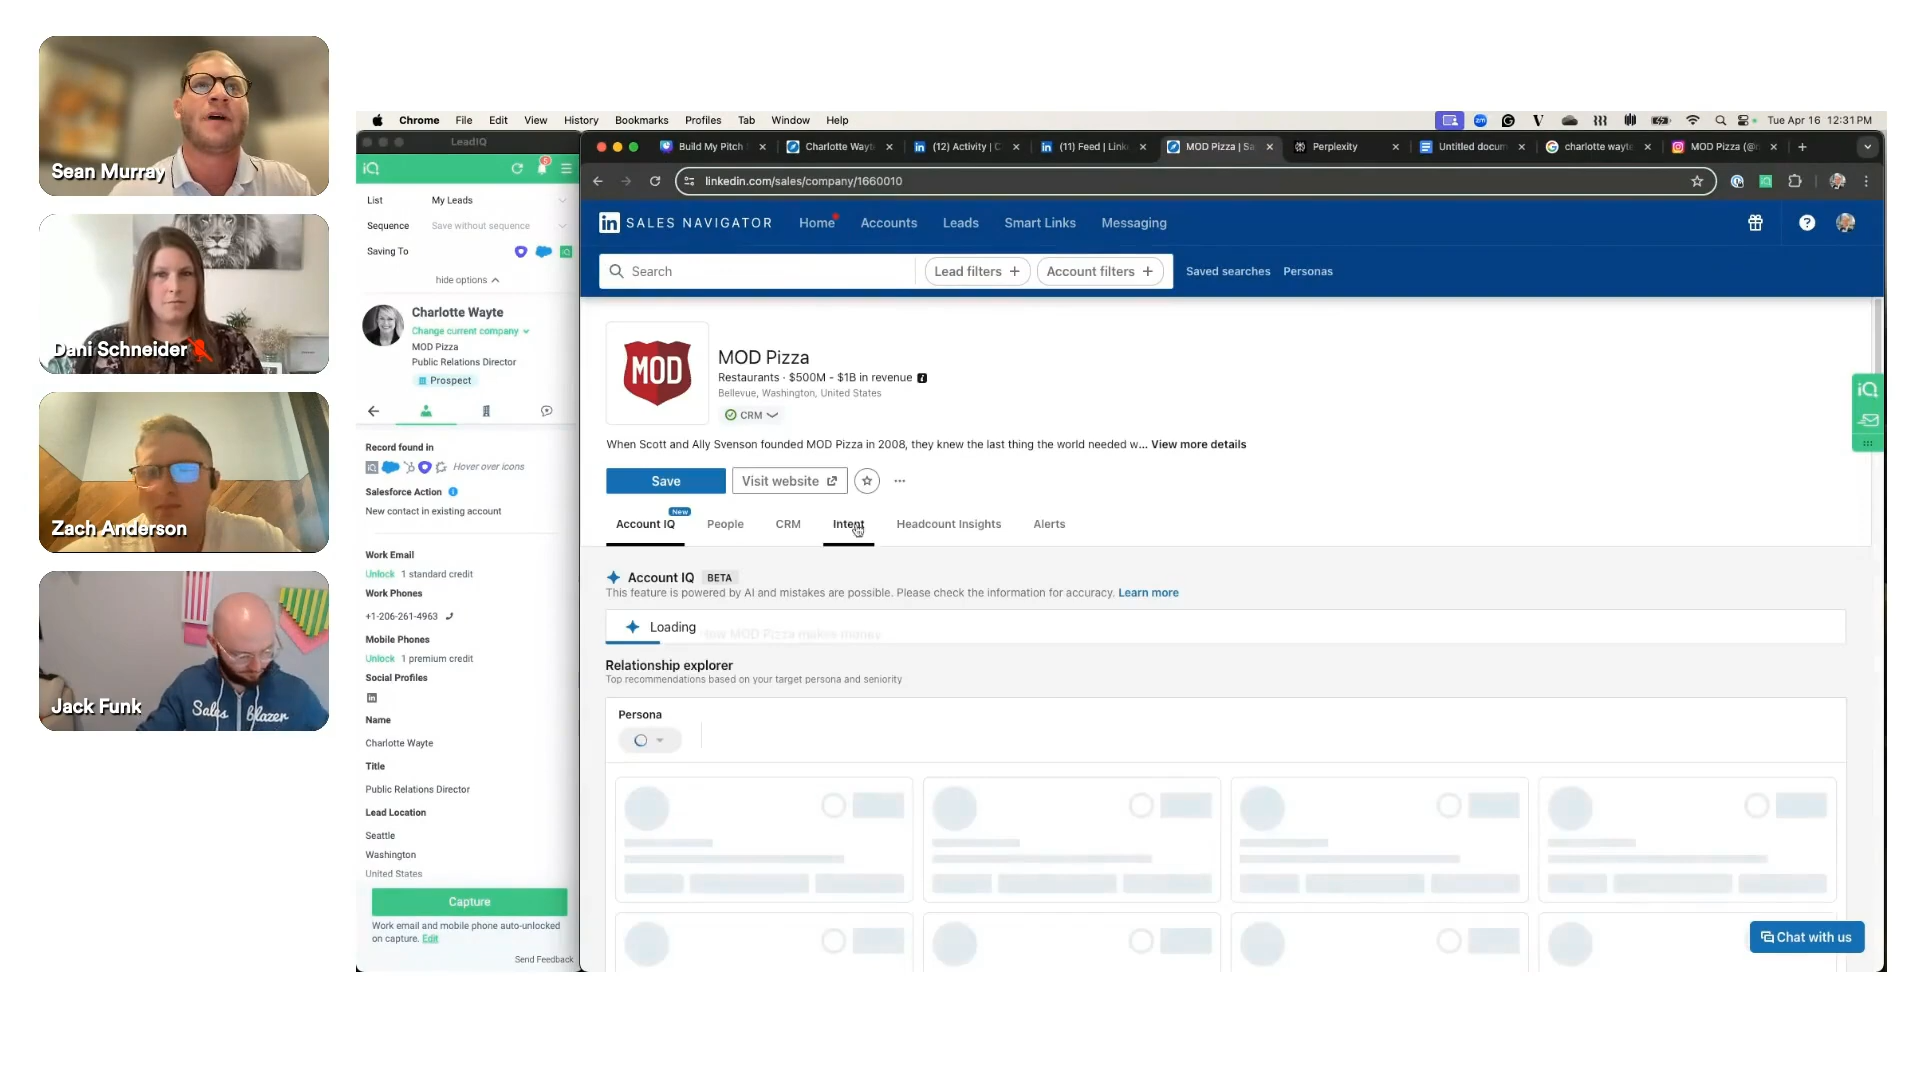 Sean Murray
Dani Schneider
Zach Anderson
Sales Blazer
Jack Funk
Chrome File Edit View History Bookmarks Profiles Tab Window Help
Tue Apr 16 12:31 PM
LeadIQ
List My Leads
Sequence Save without sequence
Saving To
hide options
Charlotte Wayte
Change current company
MOD Pizza
Public Relations Director
Prospect
Record found in
Hover over icons
Salesforce Action
New contact in existing account
Work Email
Unlock 1 standard credit
Work Phones
+1-206-261-4963
Mobile Phones
Unlock 1 premium credit
Social Profiles
Name
Charlotte Wayte
Title
Public Relations Director
Lead Location
Seattle
Washington
United States
Capture
Work email and mobile phone auto-unlocked
on capture. Edit
Send Feedback
Build My Pitch
Charlotte Wayt
(12) Activity | C
(11) Feed | Link
MOD Pizza | Sa
Perplexity
Untitled docum
charlotte wayt
MOD Pizza (@
linkedin.com/sales/company/1660010
in SALES NAVIGATOR Home Accounts Leads Smart Links Messaging
Search Lead filters + Account filters + Saved searches Personas
MOD
MOD Pizza
Restaurants · $500M - $1B in revenue
Bellevue, Washington, United States
CRM
When Scott and Ally Svenson founded MOD Pizza in 2008, they knew the last thing the world needed w... View more details
Save Visit website
New
Account IQ People CRM Intent Headcount Insights Alerts
Account IQ BETA
This feature is powered by AI and mistakes are possible. Please check the information for accuracy. Learn more
Loading
how MOD Pizza makes money
Relationship explorer
Top recommendations based on your target persona and seniority
Persona
Chat with us